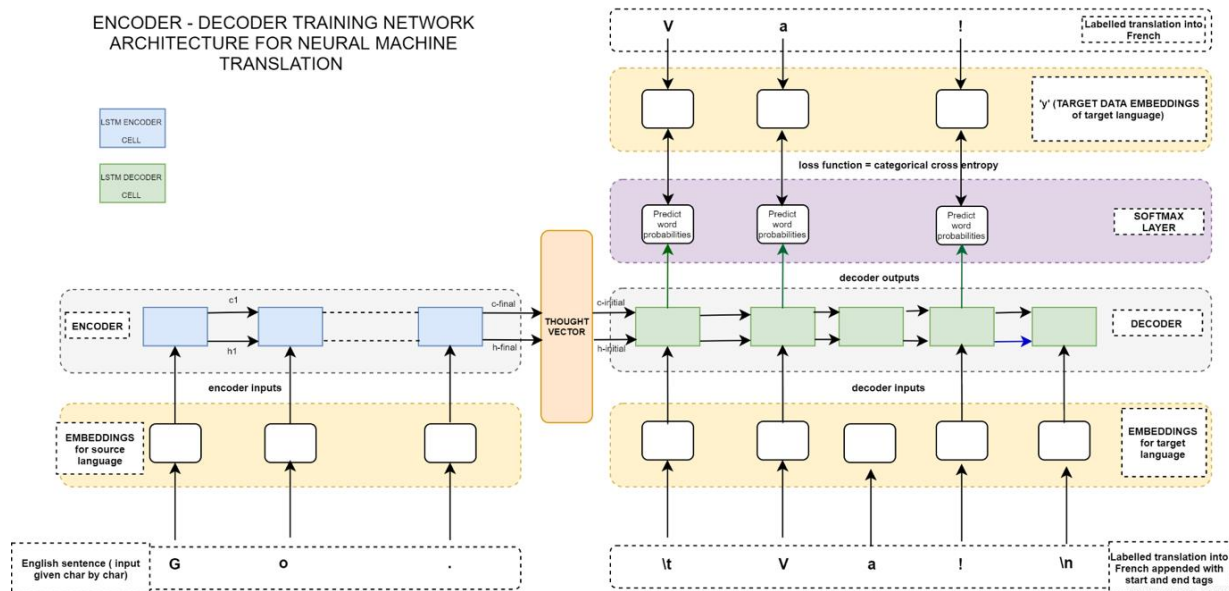 ENCODER - DECODER TRAINING NETWORK
ARCHITECTURE FOR NEURAL MACHINE
TRANSLATION
LSTM ENCODER
CELL
LSTM DECODER
CELL
V a !
Labelled translation into
French
'y' (TARGET DATA EMBEDDINGS
of target language)
loss function = categorical cross entropy
Predict
word
probabilities
Predict
word
probabilities
Predict
word
probabilities
SOFTMAX
LAYER
decoder outputs
ENCODER
c1
h1
c-final
h-final
THOUGHT
VECTOR
c-initial
h-initial
DECODER
encoder inputs
decoder inputs
EMBEDDINGS
for source
language
EMBEDDINGS
for target
language
English sentence ( input
given char by char)
G o .
\t V a ! \n
Labelled translation into
French appended with
start and end tags